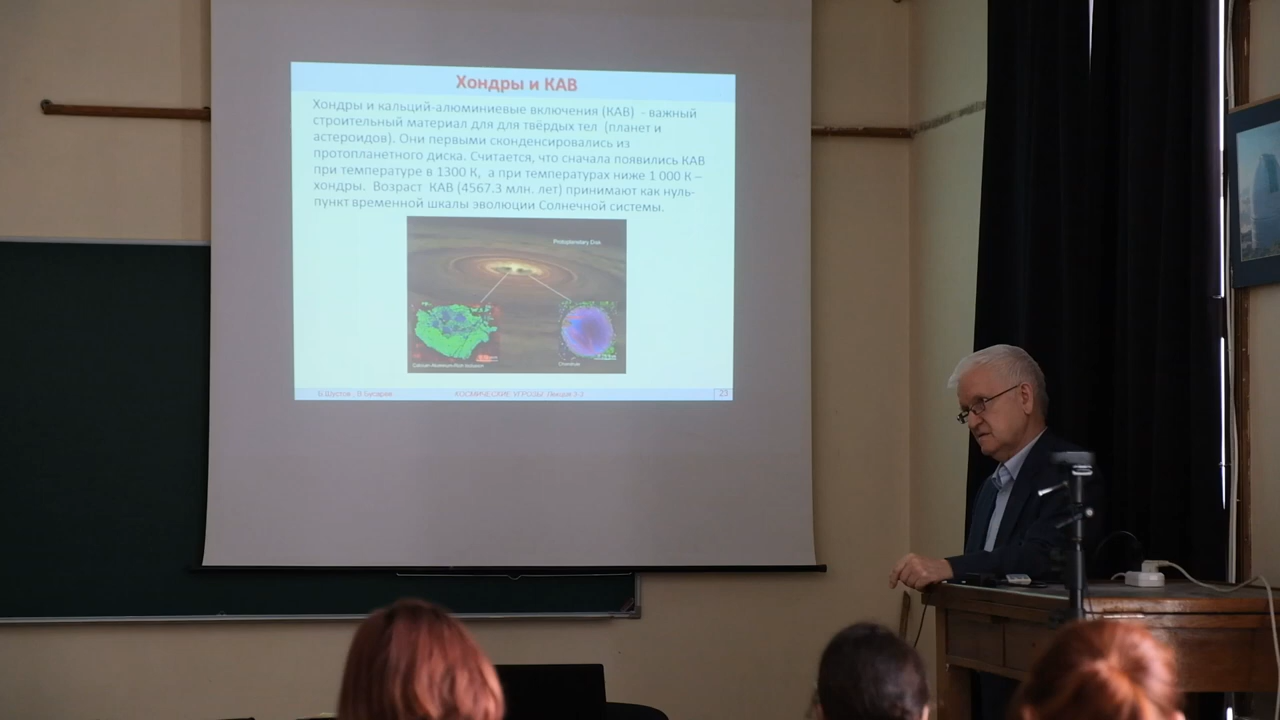 Хондры и КАВ
Хондры и кальций-алюминиевые включения (КАВ) - важный
строительный материал для для твёрдых тел (планет и
астероидов). Они первыми сконденсировались из
протопланетного диска. Считается, что сначала появились КАВ
при температуре в 1300 К, а при температурах ниже 1 000 К –
хондры. Возраст КАВ (4567.3 млн. лет) принимают как нуль-
пункт временной шкалы эволюции Солнечной системы.
Protoplanetary Disk
Calcium-Aluminum-Rich Inclusion
Chondrule
Б.Шустов, В.Бусарев
КОСМИЧЕСКИЕ УГРОЗЫ. Лекция
23